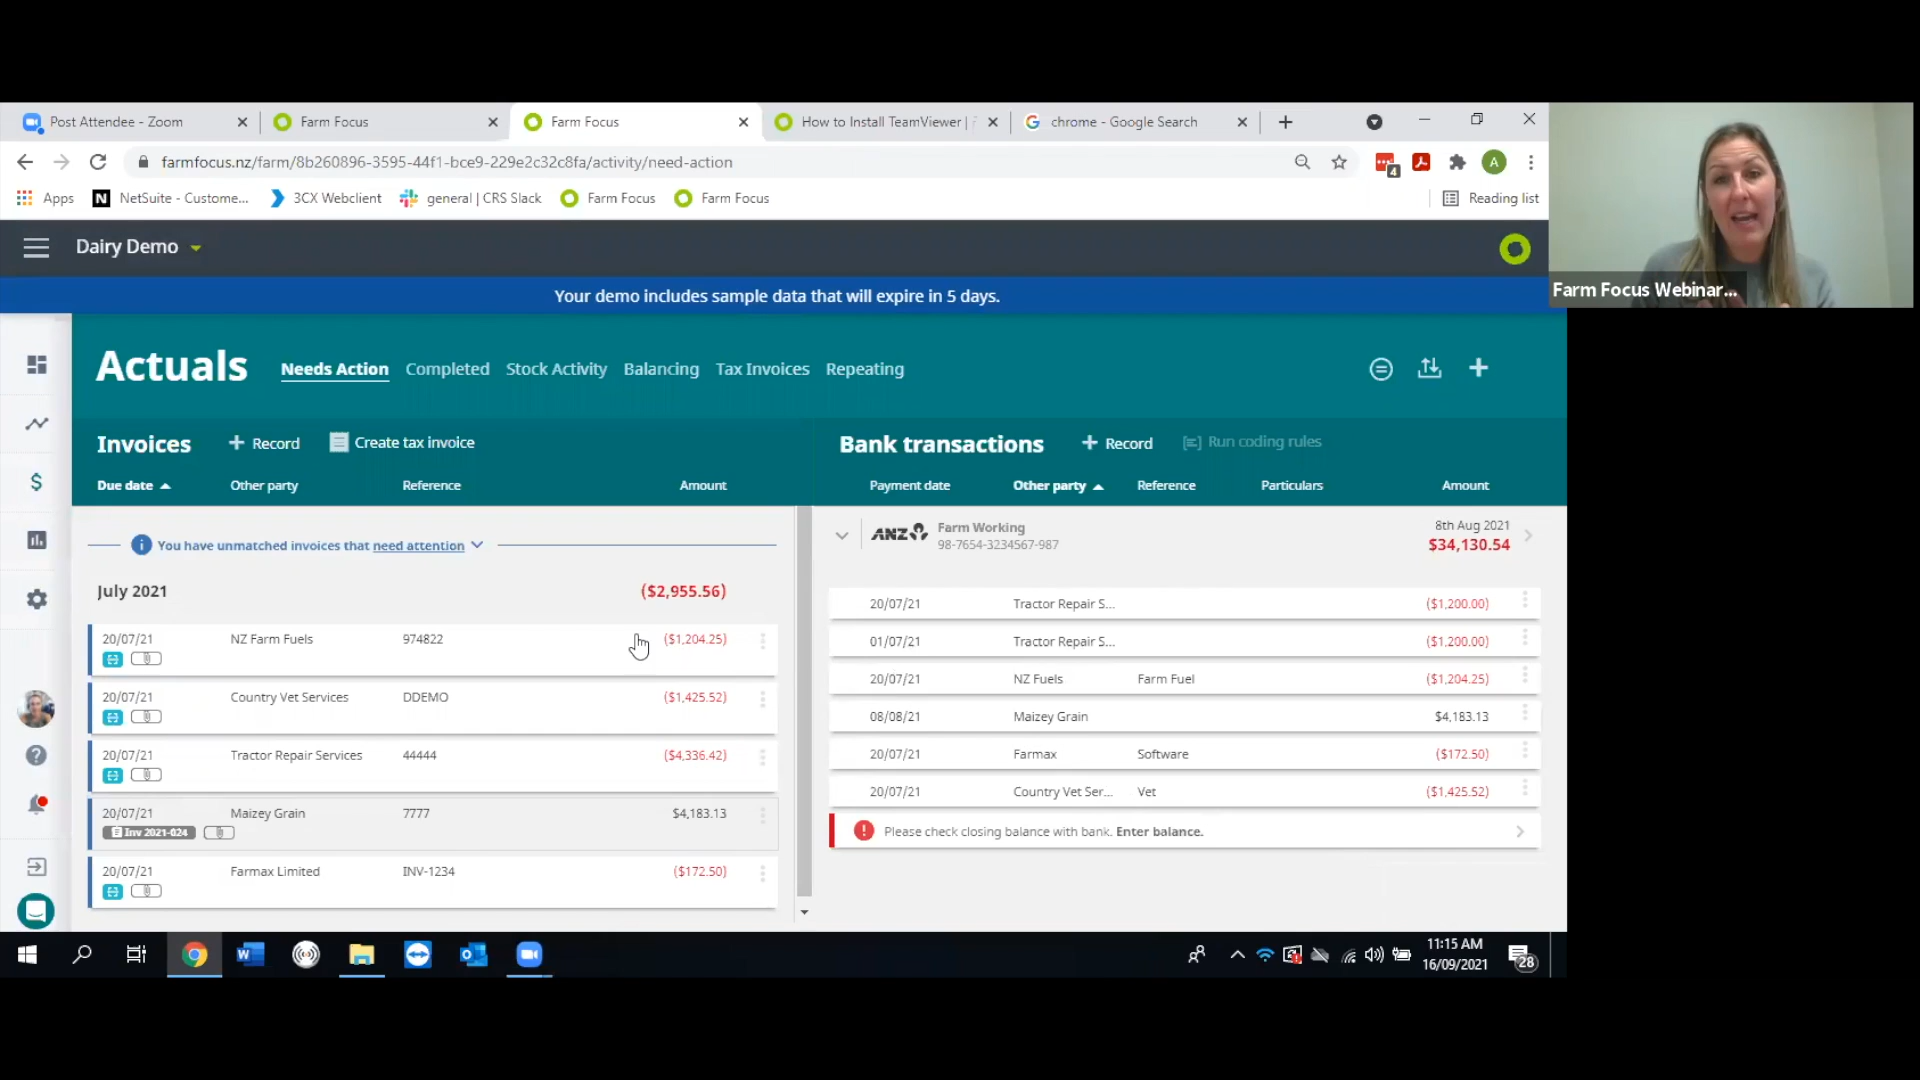 Post Attendee - Zoom
Farm Focus
Farm Focus
How to Install TeamViewer |
chrome - Google Search
farmfocus.nz/farm/8b260896-3595-44f1-bce9-229e2c32c8fa/activity/need-action
4
A
Apps
NetSuite - Custome...
3CX Webclient
general | CRS Slack
Farm Focus
Farm Focus
Reading list
Farm Focus Webinar...
Dairy Demo
Your demo includes sample data that will expire in 5 days.
Actuals
Needs Action
Completed
Stock Activity
Balancing
Tax Invoices
Repeating
Invoices
+ Record
Create tax invoice
Due date
Other party
Reference
Amount
You have unmatched invoices that need attention
July 2021
($2,955.56)
20/07/21 NZ Farm Fuels 974822 ($1,204.25)
20/07/21 Country Vet Services DDEMO ($1,425.52)
20/07/21 Tractor Repair Services 44444 ($4,336.42)
20/07/21 Maizey Grain 7777 $4,183.13
Inv 2021-024
20/07/21 Farmax Limited INV-1234 ($172.50)
Bank transactions
+ Record
Run coding rules
Payment date
Other party
Reference
Particulars
Amount
ANZ
Farm Working
98-7654-3234567-987
8th Aug 2021
$34,130.54
20/07/21 Tractor Repair S... ($1,200.00)
01/07/21 Tractor Repair S... ($1,200.00)
20/07/21 NZ Fuels Farm Fuel ($1,204.25)
08/08/21 Maizey Grain $4,183.13
20/07/21 Farmax Software ($172.50)
20/07/21 Country Vet Ser... Vet ($1,425.52)
Please check closing balance with bank. Enter balance.
11:15 AM
16/09/2021
28